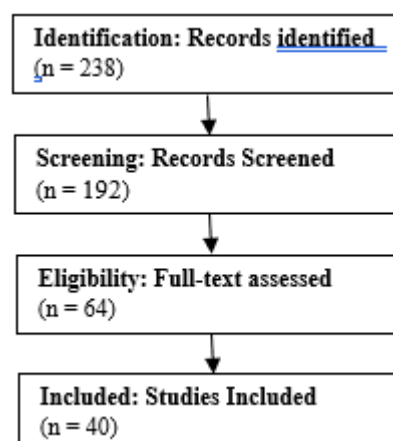 Identification: Records identified
(n = 238)
Screening: Records Screened
(n = 192)
Eligibility: Full-text assessed
(n = 64)
Included: Studies Included
(n = 40)